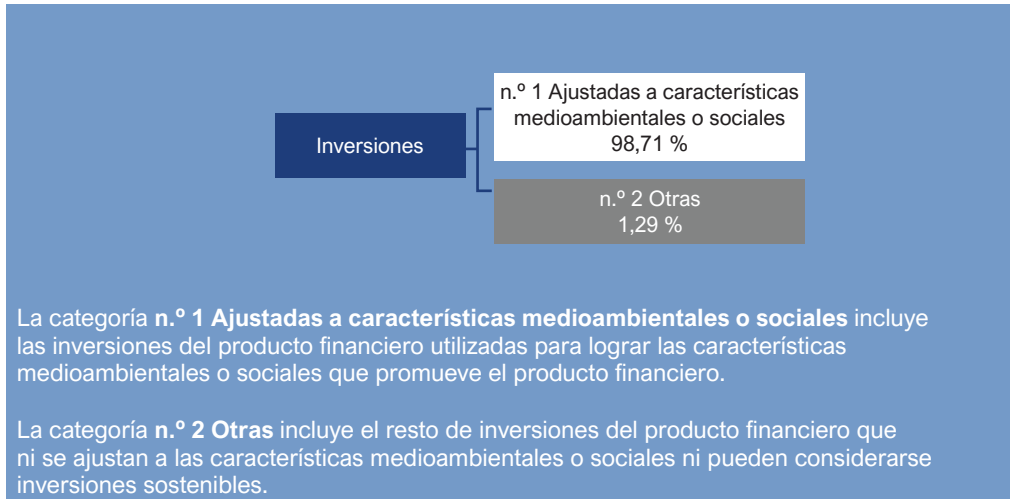 Inversiones
n.º 1 Ajustadas a características
medioambientales o sociales
98,71 %
n.º 2 Otras
1,29 %
La categoría n.º 1 Ajustadas a características medioambientales o sociales incluye
las inversiones del producto financiero utilizadas para lograr las características
medioambientales o sociales que promueve el producto financiero.
La categoría n.º 2 Otras incluye el resto de inversiones del producto financiero que
ni se ajustan a las características medioambientales o sociales ni pueden considerarse
inversiones sostenibles.